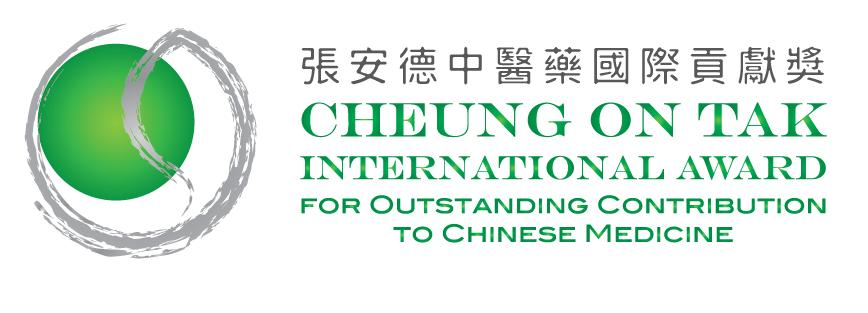 張安德中醫藥國際貢獻獎
CHEUNG ON TAK
INTERNATIONAL AWARD
FOR OUTSTANDING CONTRIBUTION
TO CHINESE MEDICINE